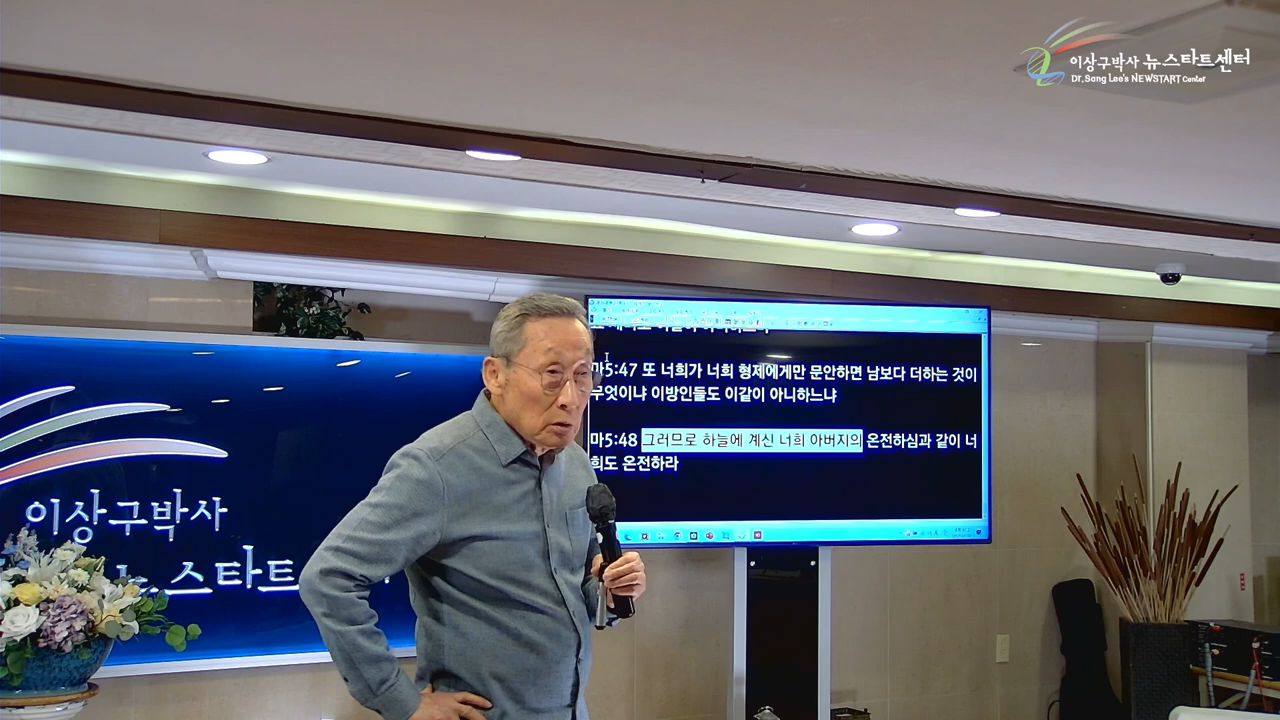 이상구박사 뉴스타트센터
Dr. Sang Lee's NEWSTART Center
마5:47 또 너희가 너희 형제에게만 문안하면 남보다 더하는 것이
무엇이냐 이방인들도 이같이 아니하느냐
마5:48 그러므로 하늘에 계신 너희 아버지의 온전하심과 같이 너
희도 온전하라
이상구박사
뉴스타트